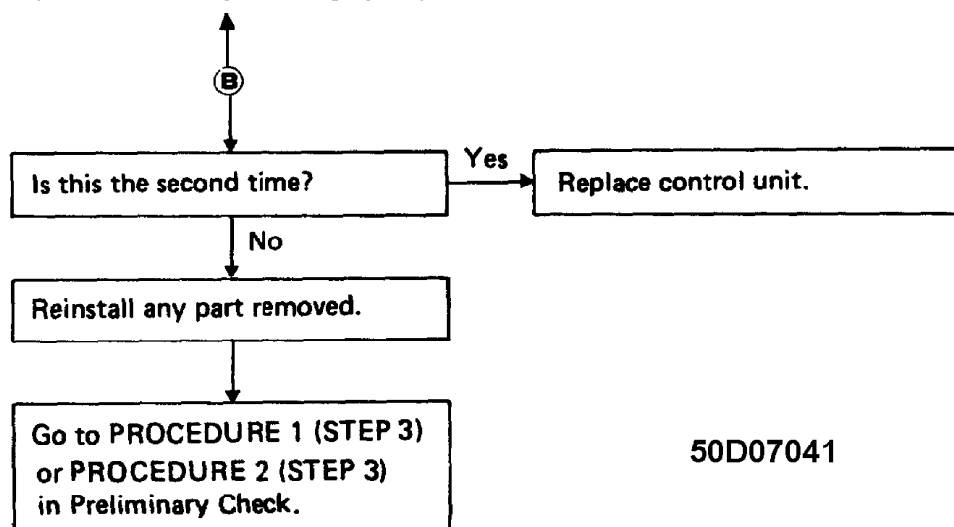 B
Is this the second time?
Yes
Replace control unit.
No
Reinstall any part removed.
Go to PROCEDURE 1 (STEP 3)
or PROCEDURE 2 (STEP 3)
in Preliminary Check.
50D07041